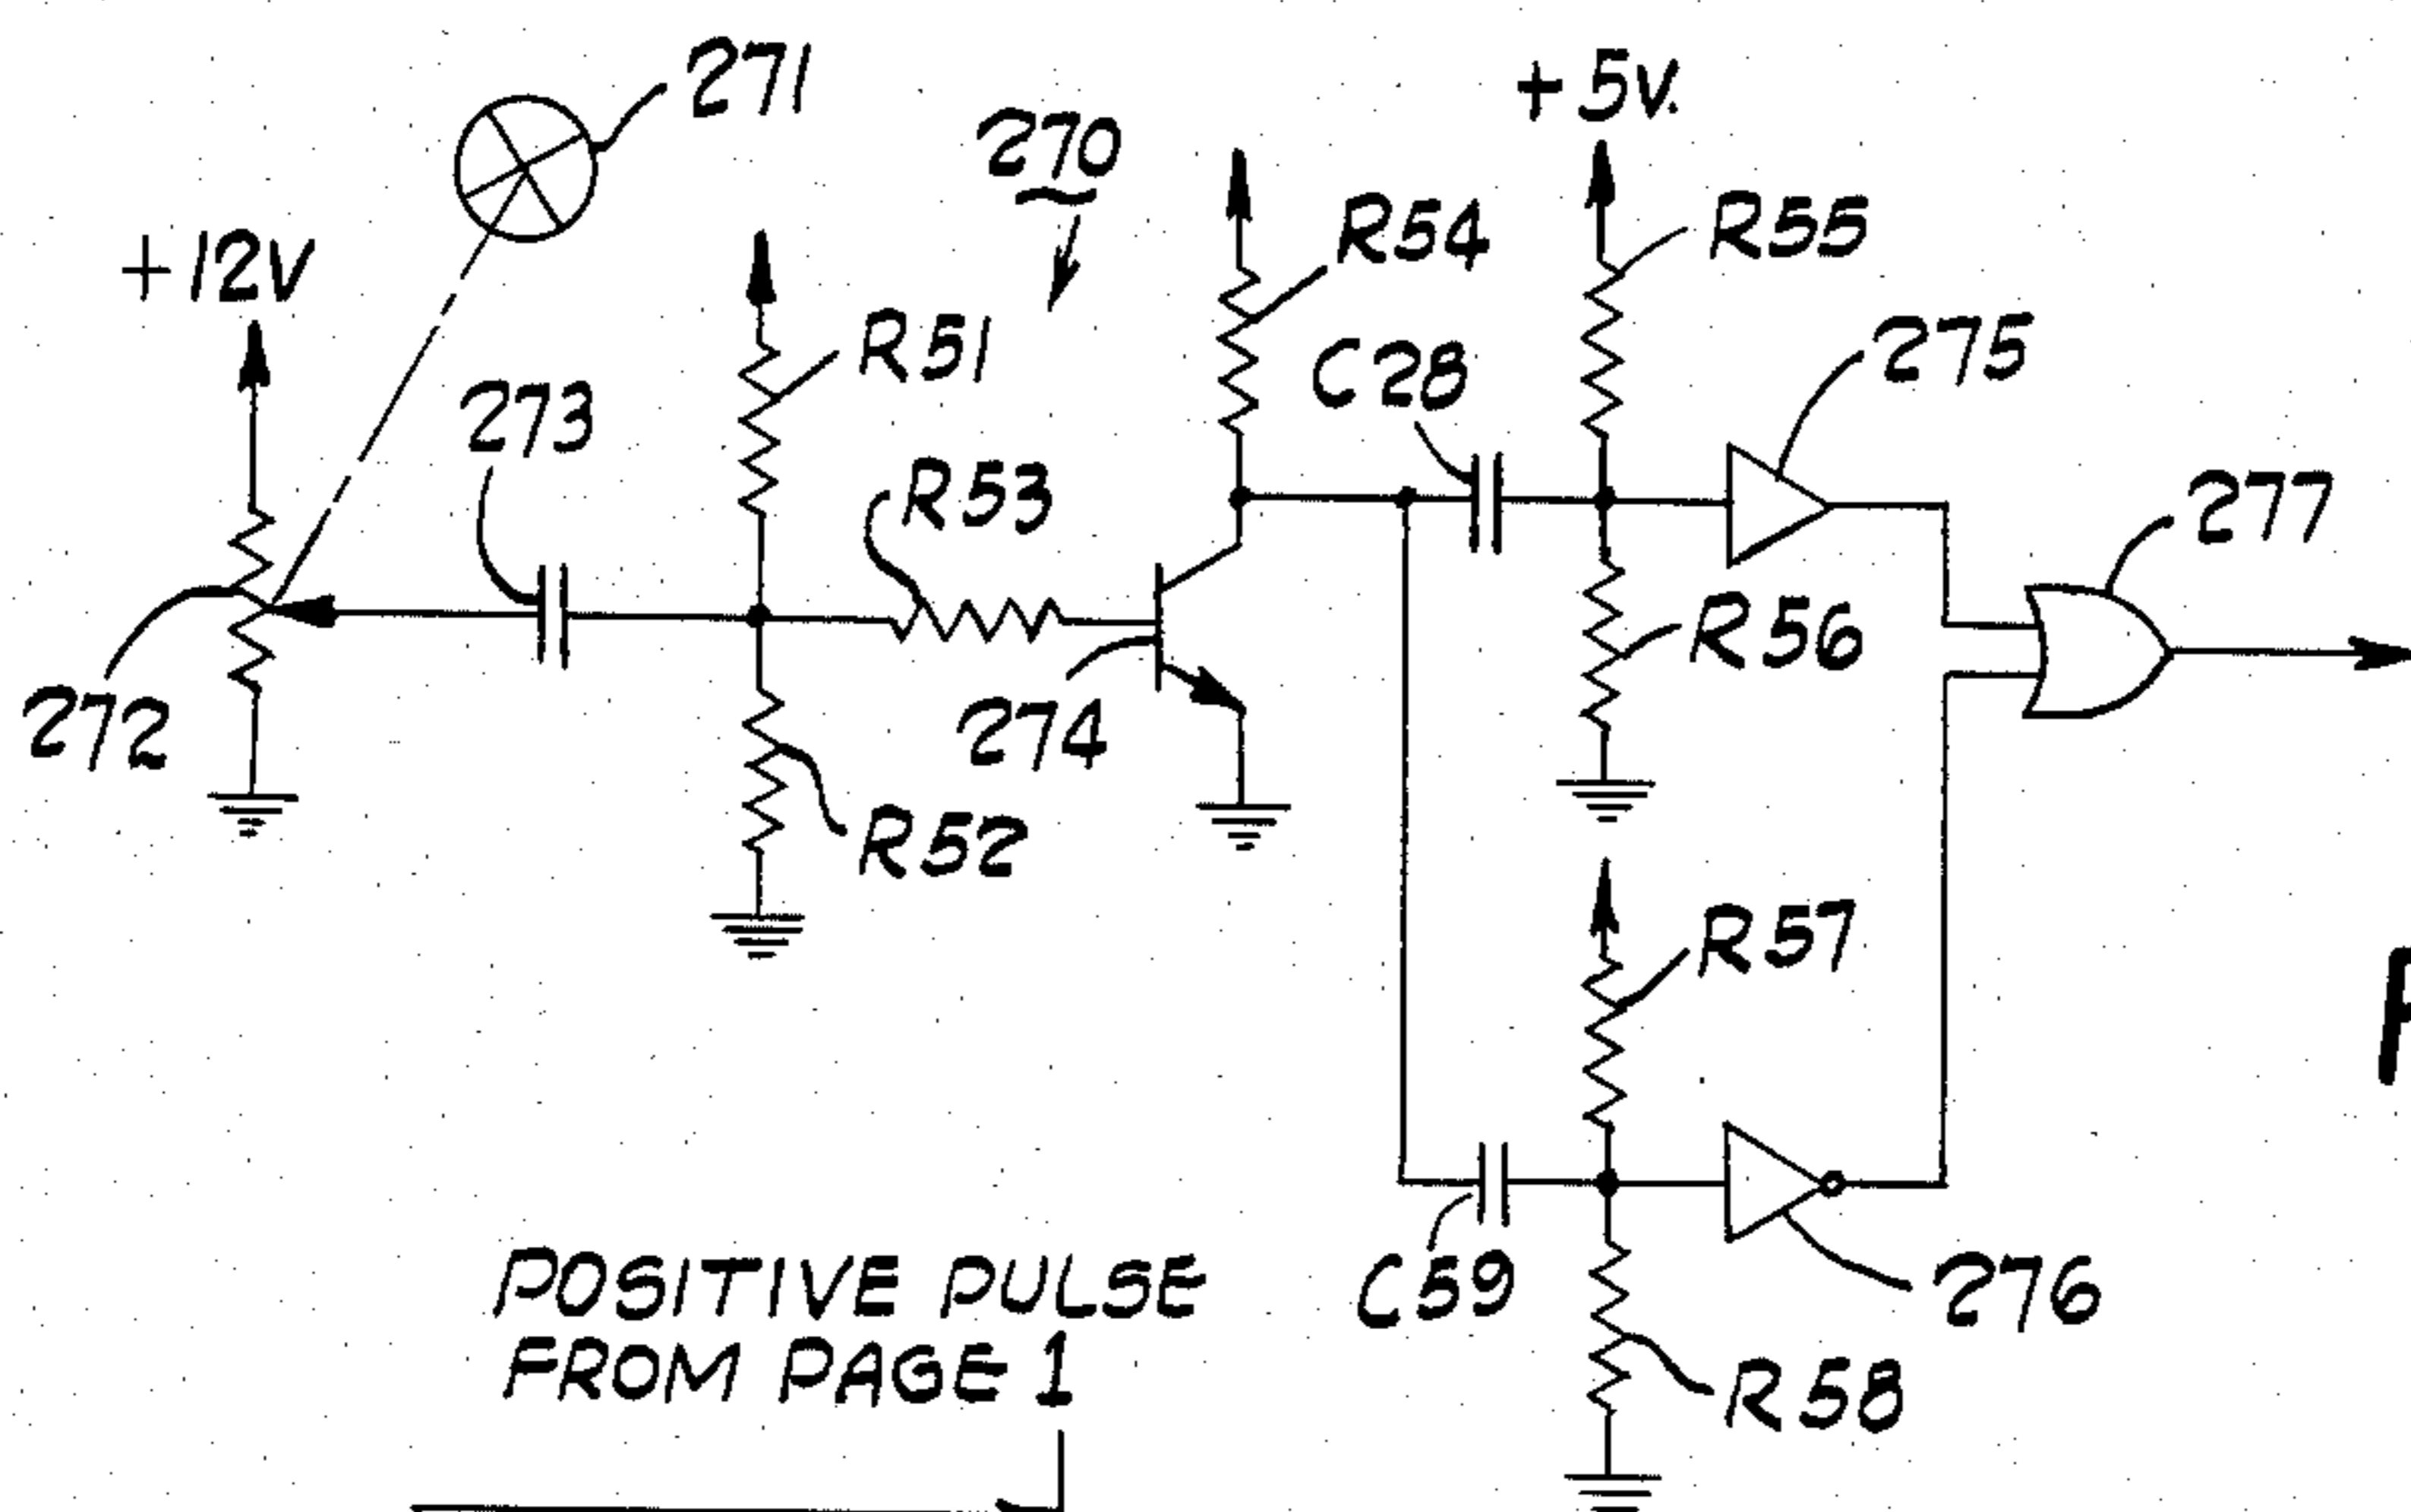 271
+5V.
270
R54
R55
+12V
R51
C28
275
273
R53
277
R56
272
274
R52
R57
POSITIVE PULSE
FROM PAGE 1
C59
276
R58